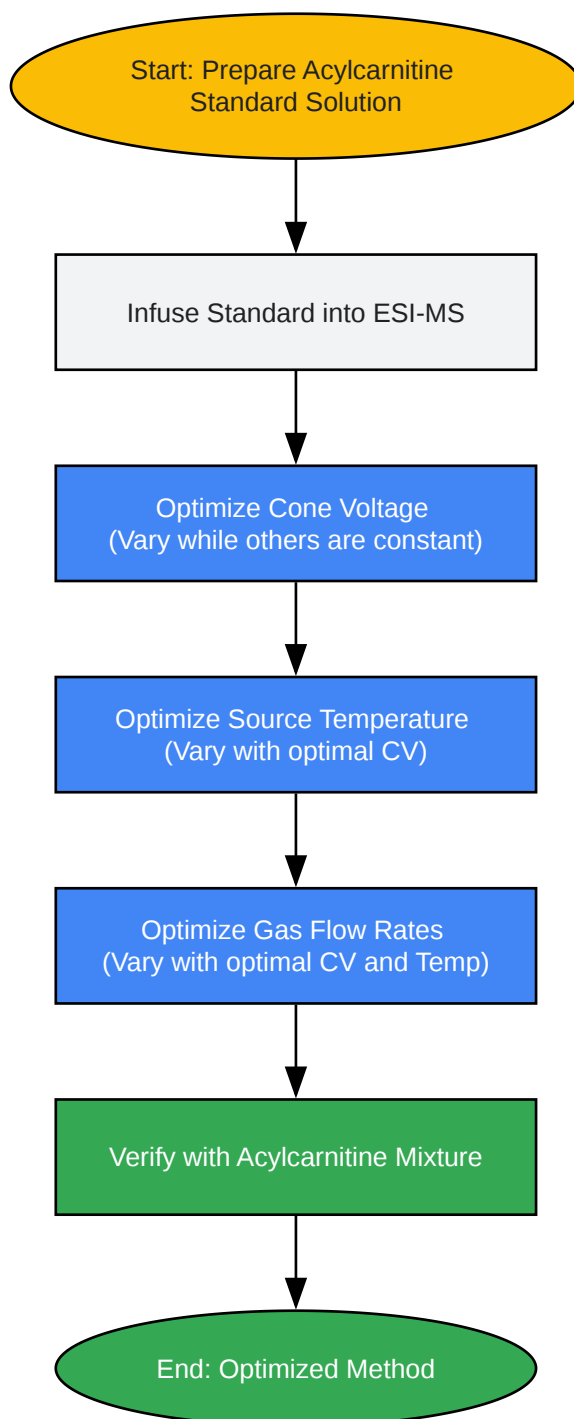 Start: Prepare Acylcarnitine
Standard Solution
Infuse Standard into ESI-MS
Optimize Cone Voltage
(Vary while others are constant)
Optimize Source Temperature
(Vary with optimal CV)
Optimize Gas Flow Rates
(Vary with optimal CV and Temp)
Verify with Acylcarnitine Mixture
End: Optimized Method